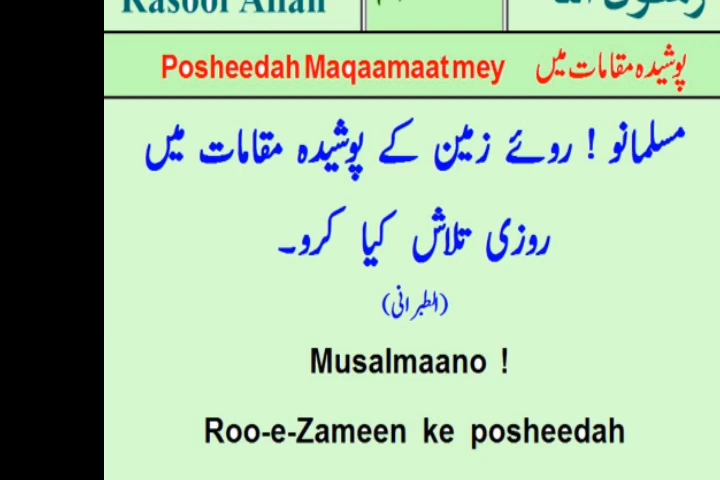 Rasool Allah
Posheedah Maqaamaat mey پوشیدہ مقامات میں
مسلمانو ! روئے زمین کے پوشیدہ مقامات میں
روزی تلاش کیا کرو۔
(الطبرانی)
Musalmaano !
Roo-e-Zameen ke posheedah